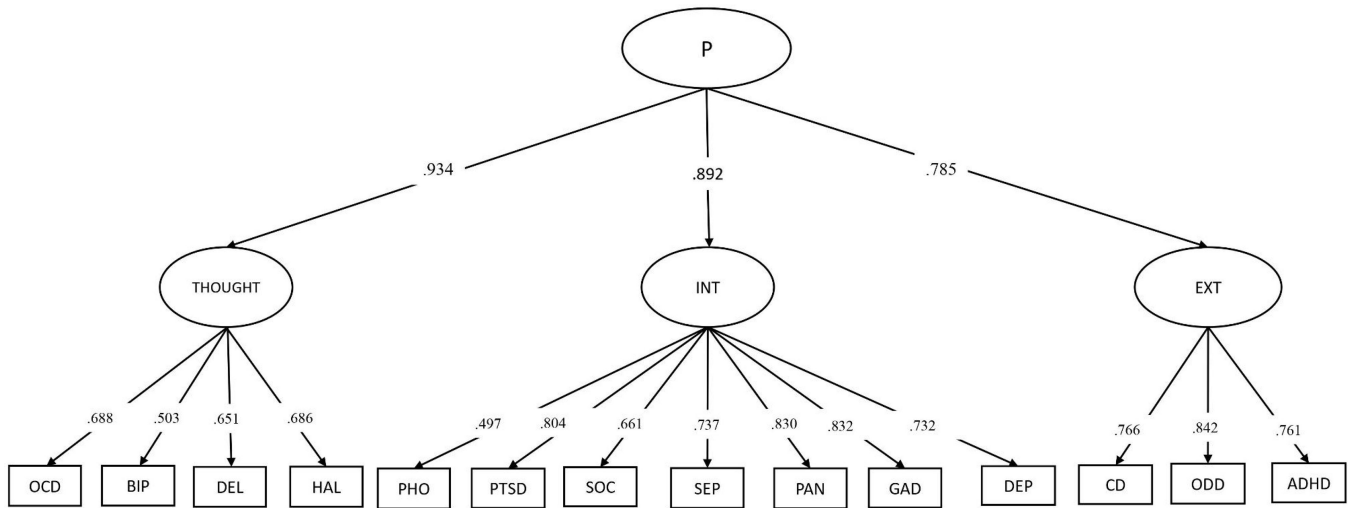 P
.934
.892
.785
THOUGHT
INT
EXT
.688 .503 .651 .686 .497 .804 .661 .737 .830 .832 .732 .766 .842 .761
OCD BIP DEL HAL PHO PTSD SOC SEP PAN GAD DEP CD ODD ADHD